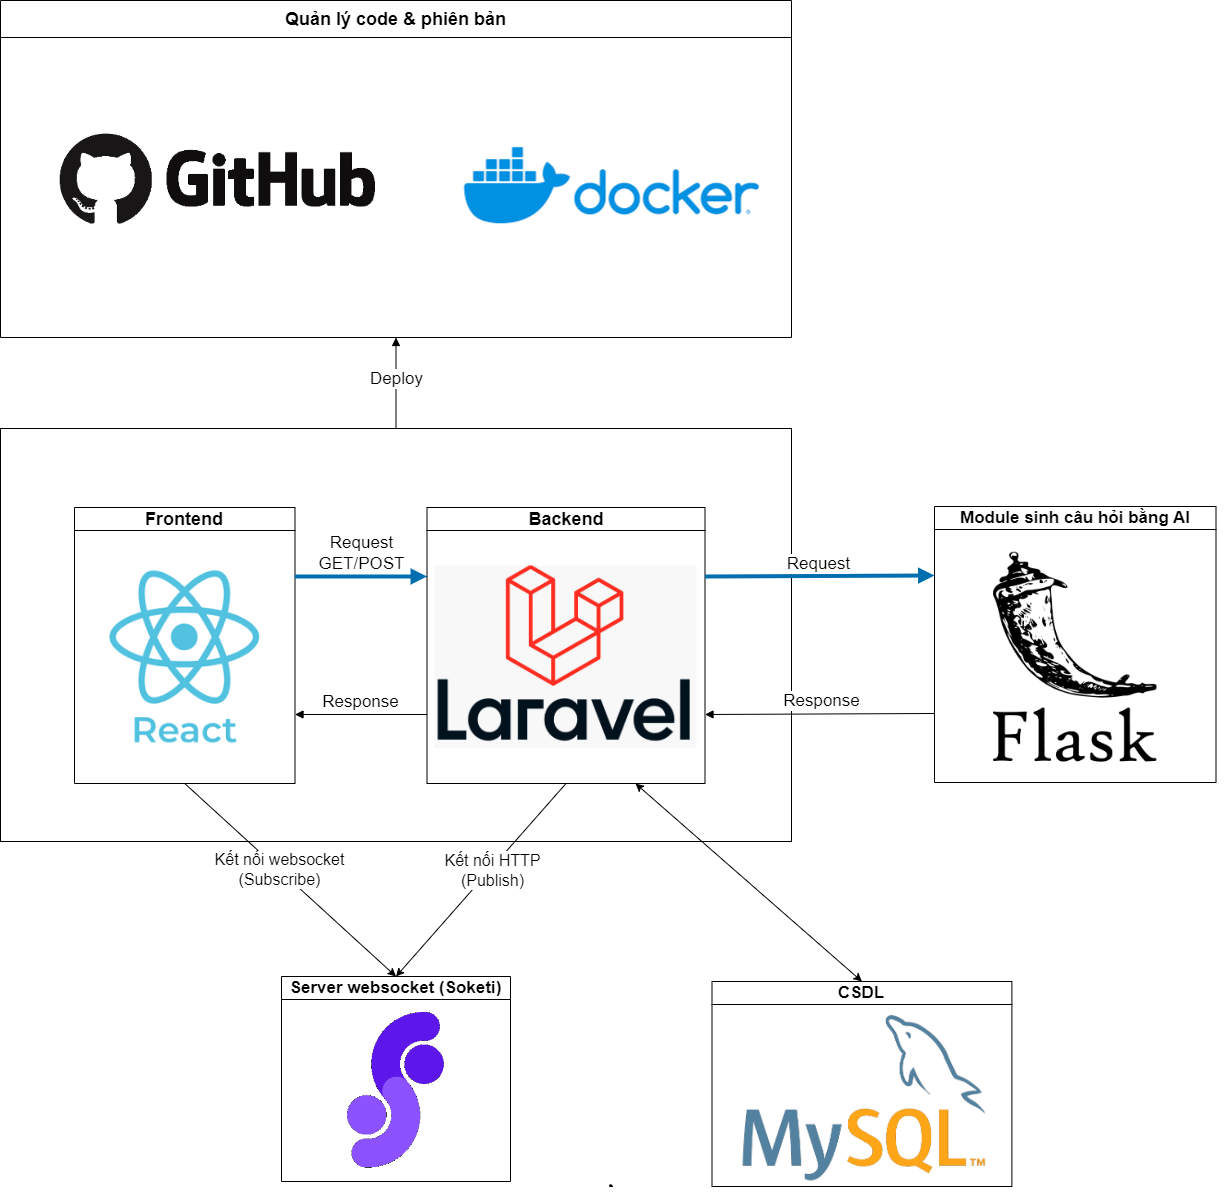 Quản lý code & phiên bản
GitHub
docker
Deploy
Frontend
Request
GET/POST
Backend
Request
Module sinh câu hỏi bằng AI
React
Response
Laravel
Response
Flask
Kết nối websocket
(Subscribe)
Kết nối HTTP
(Publish)
Server websocket (Soketi)
CSDL
MySQL™